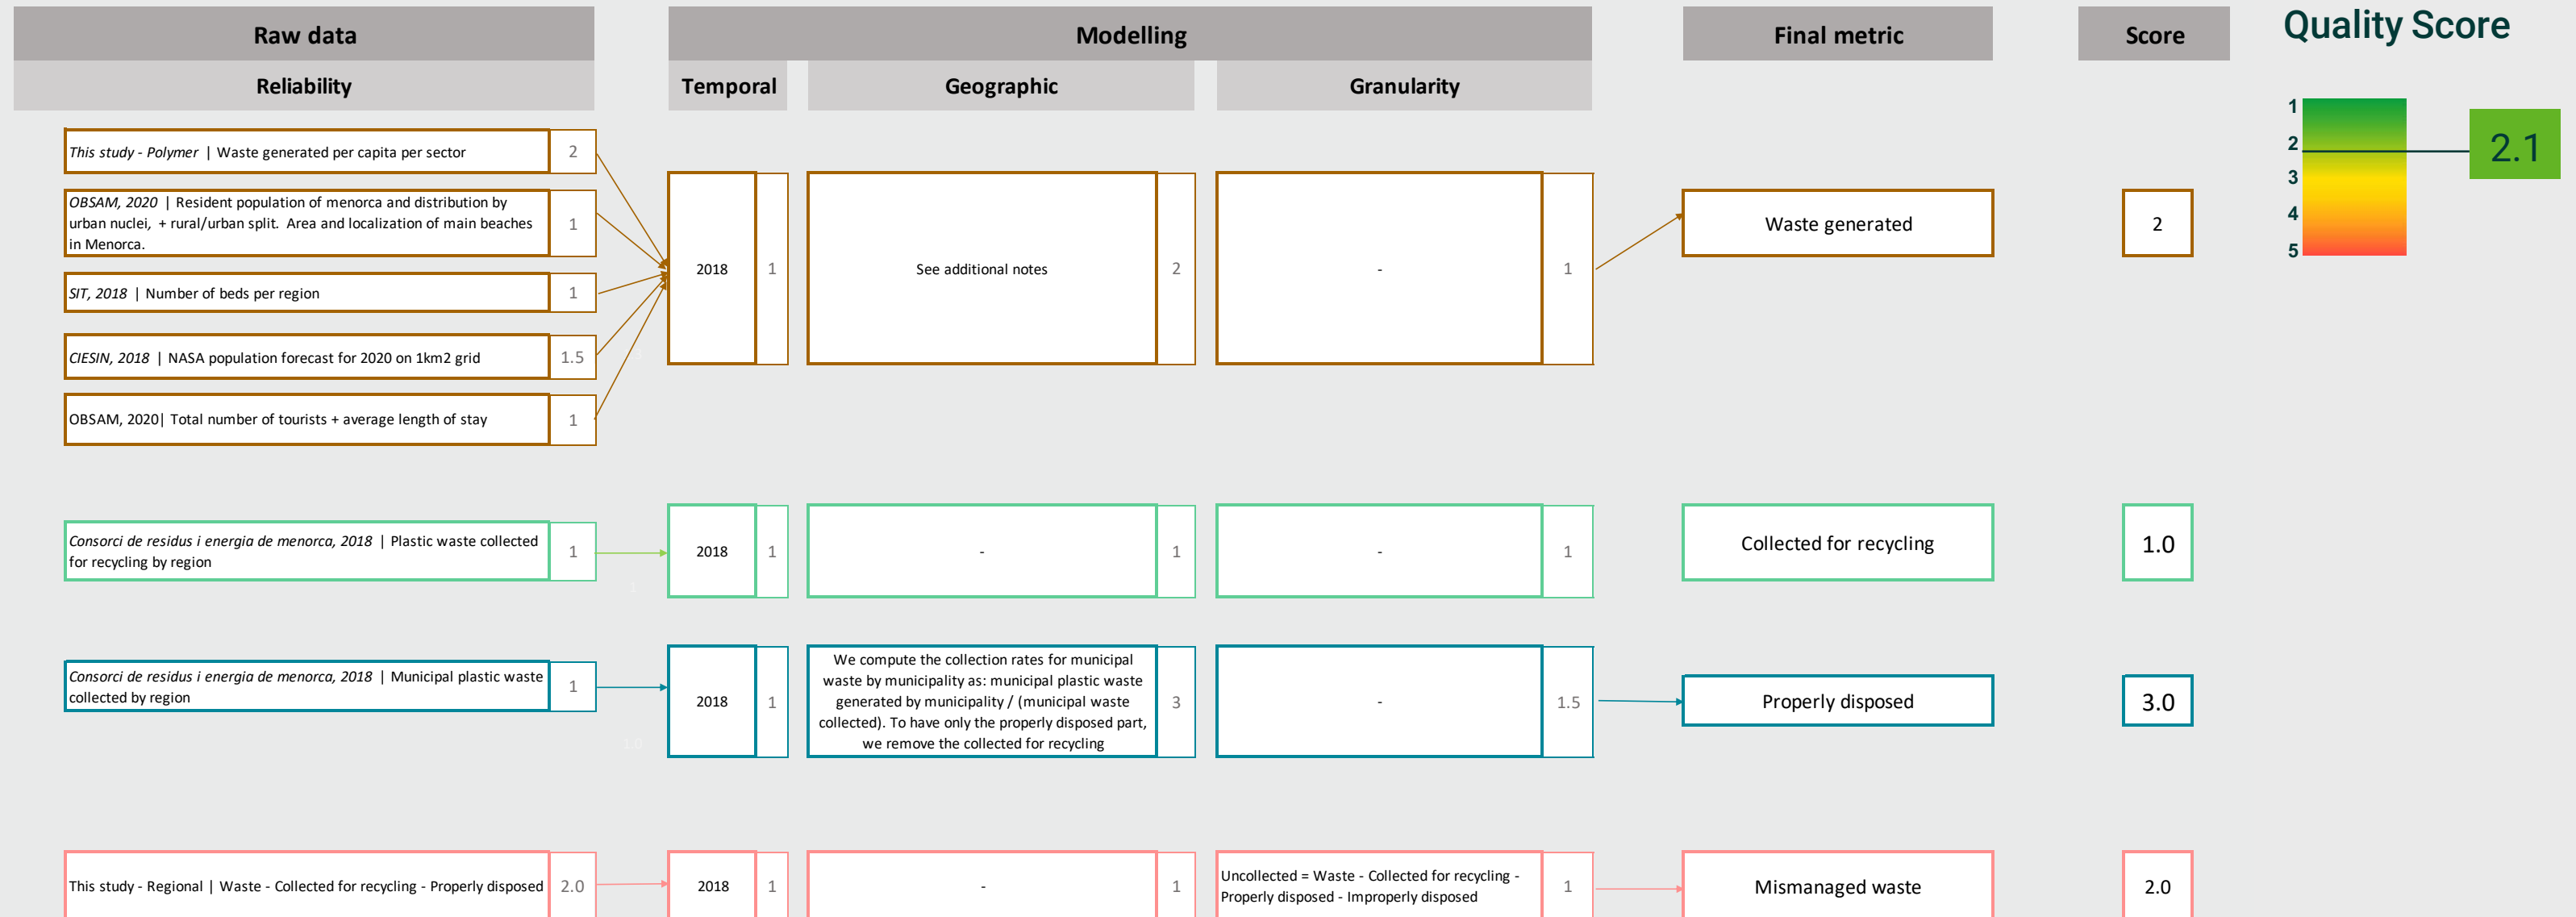 Raw data
Modelling
Final metric
Score
Quality Score
Reliability
Temporal
Geographic
Granularity
1
2
3
4
5
2.1
This study - Polymer | Waste generated per capita per sector
2
OBSAM, 2020 | Resident population of menorca and distribution by
urban nuclei, + rural/urban split. Area and localization of main beaches
in Menorca.
1
SIT, 2018 | Number of beds per region
1
CIESIN, 2018 | NASA population forecast for 2020 on 1km2 grid
1.5
OBSAM, 2020| Total number of tourists + average length of stay
1
2018
1
See additional notes
2
-
1
Waste generated
2
Consorci de residus i energia de menorca, 2018 | Plastic waste collected
for recycling by region
1
1
2018
1
-
1
-
1
Collected for recycling
1.0
Consorci de residus i energia de menorca, 2018 | Municipal plastic waste
collected by region
1
1.0
2018
1
We compute the collection rates for municipal
waste by municipality as: municipal plastic waste
generated by municipality / (municipal waste
collected). To have only the properly disposed part,
we remove the collected for recycling
3
-
1.5
Properly disposed
3.0
This study - Regional | Waste - Collected for recycling - Properly disposed
2.0
2018
1
-
1
Uncollected = Waste - Collected for recycling -
Properly disposed - Improperly disposed
1
Mismanaged waste
2.0